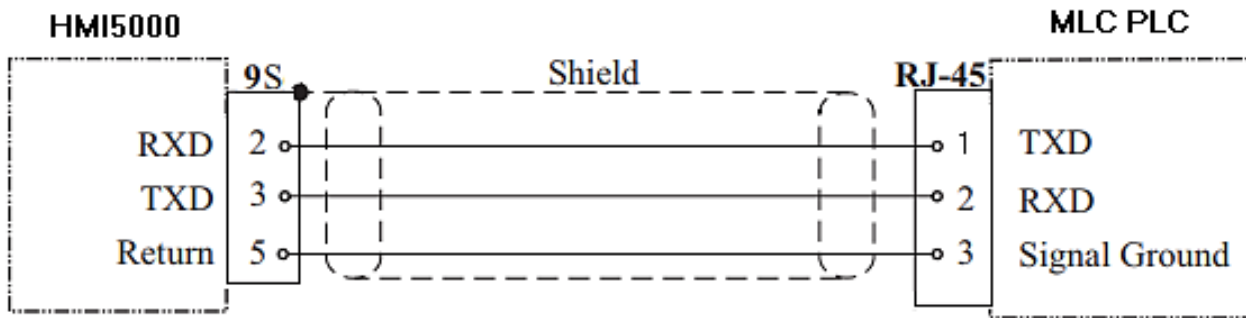 HMI5000
MLC PLC
9S
Shield
RJ-45
RXD 2 1 TXD
TXD 3 2 RXD
Return 5 3 Signal Ground